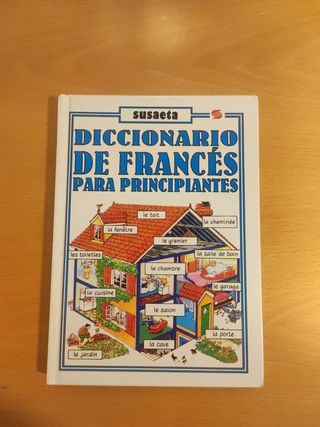 susaeta
DICCIONARIO
DE FRANCÉS
PARA PRINCIPIANTES
le toit
la cheminée
la fenêtre
le grenier
les toilettes
la salle de bain
la chambre
le garage
la cuisine
le salon
la porte
la cave
le jardin